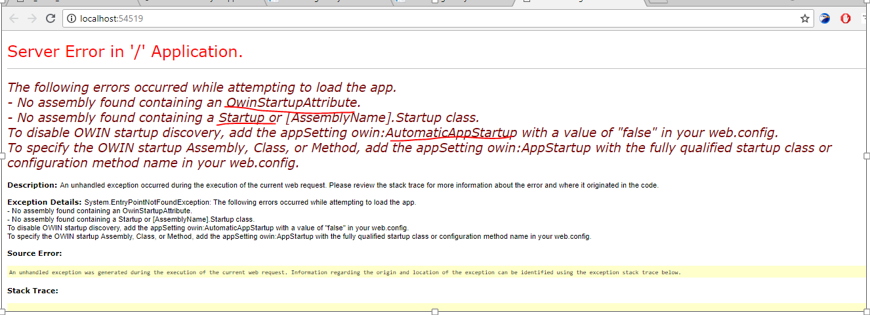 localhost:54519
Server Error in '/' Application.
The following errors occurred while attempting to load the app.
- No assembly found containing an OwinStartupAttribute.
- No assembly found containing a Startup or [AssemblyName].Startup class.
To disable OWIN startup discovery, add the appSetting owin:AutomaticAppStartup with a value of "false" in your web.config.
To specify the OWIN startup Assembly, Class, or Method, add the appSetting owin:AppStartup with the fully qualified startup class or
configuration method name in your web.config.
Description: An unhandled exception occurred during the execution of the current web request. Please review the stack trace for more information about the error and where it originated in the code.
Exception Details: System.EntryPointNotFoundException: The following errors occurred while attempting to load the app.
- No assembly found containing an OwinStartupAttribute.
- No assembly found containing a Startup or [AssemblyName].Startup class.
To disable OWIN startup discovery, add the appSetting owin:AutomaticAppStartup with a value of "false" in your web.config.
To specify the OWIN startup Assembly, Class, or Method, add the appSetting owin:AppStartup with the fully qualified startup class or configuration method name in your web.config.
Source Error:
An unhandled exception was generated during the execution of the current web request. Information regarding the origin and location of the exception can be identified using the exception stack trace below.
Stack Trace: